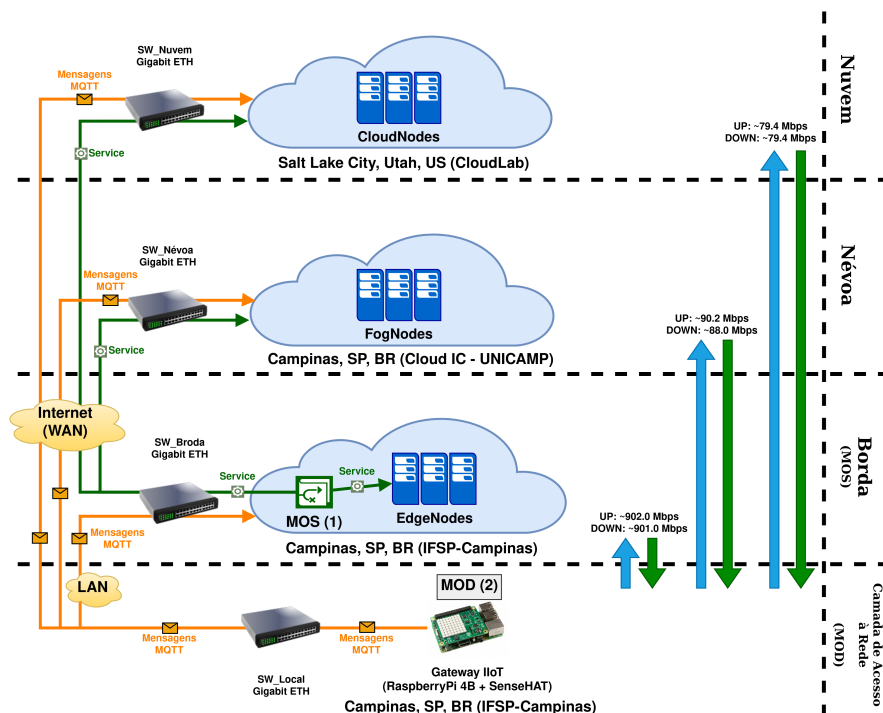 SW_Nuvem
Gigabit ETH
Mensagens
MQTT
Service
CloudNodes
Salt Lake City, Utah, US (CloudLab)
UP: ~79.4 Mbps
DOWN: ~79.4 Mbps
Nuvem
SW_Névoa
Gigabit ETH
Mensagens
MQTT
Service
FogNodes
Campinas, SP, BR (Cloud IC - UNICAMP)
UP: ~90.2 Mbps
DOWN: ~88.0 Mbps
Névoa
Internet
(WAN)
SW_Broda
Gigabit ETH
Service
Service
MOS (1)
EdgeNodes
Mensagens
MQTT
Campinas, SP, BR (IFSP-Campinas)
UP: ~902.0 Mbps
DOWN: ~901.0 Mbps
Borda
(MOS)
LAN
MOD (2)
Mensagens
MQTT
Mensagens
MQTT
SW_Local
Gigabit ETH
Gateway IIoT
(RaspberryPi 4B + SenseHAT)
Campinas, SP, BR (IFSP-Campinas)
Camada de Acesso
à Rede
(MOD)